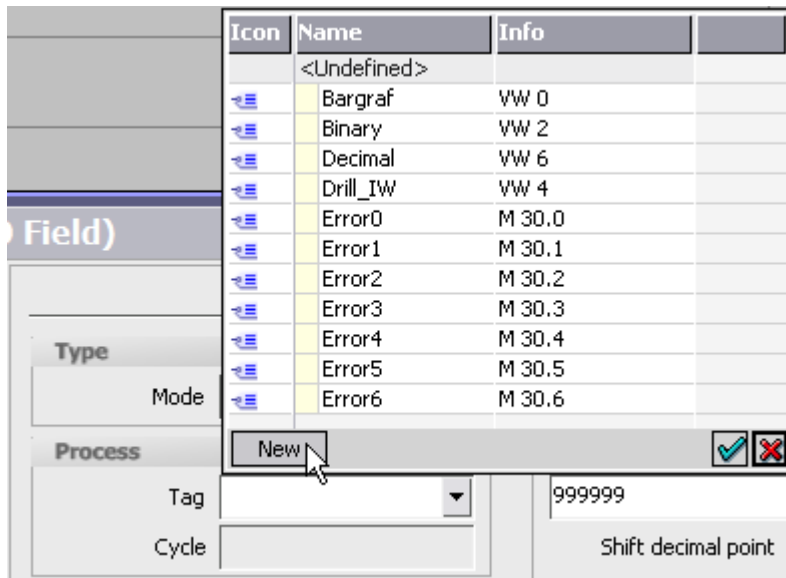 Icon Name Info
<Undefined>
Bargraf VW 0
Binary VW 2
Decimal VW 6
Drill_IW VW 4
Error0 M 30.0
Error1 M 30.1
Error2 M 30.2
Error3 M 30.3
Error4 M 30.4
Error5 M 30.5
Error6 M 30.6
New
Field)
Type
Mode
Process
Tag
999999
Cycle
Shift decimal point